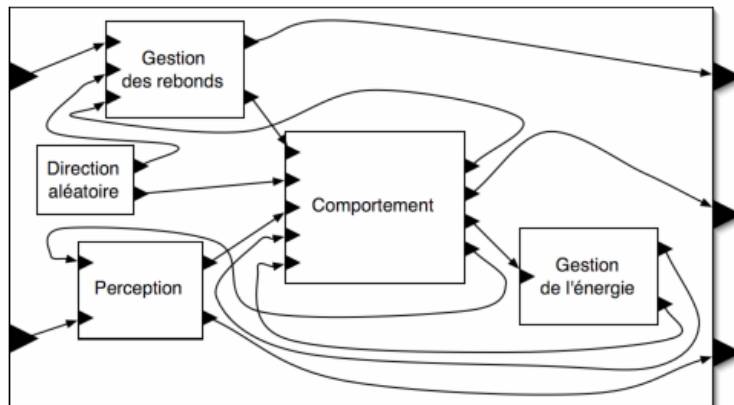 Gestion
des rebonds
Direction
aléatoire
Comportement
Perception
Gestion
de l'énergie